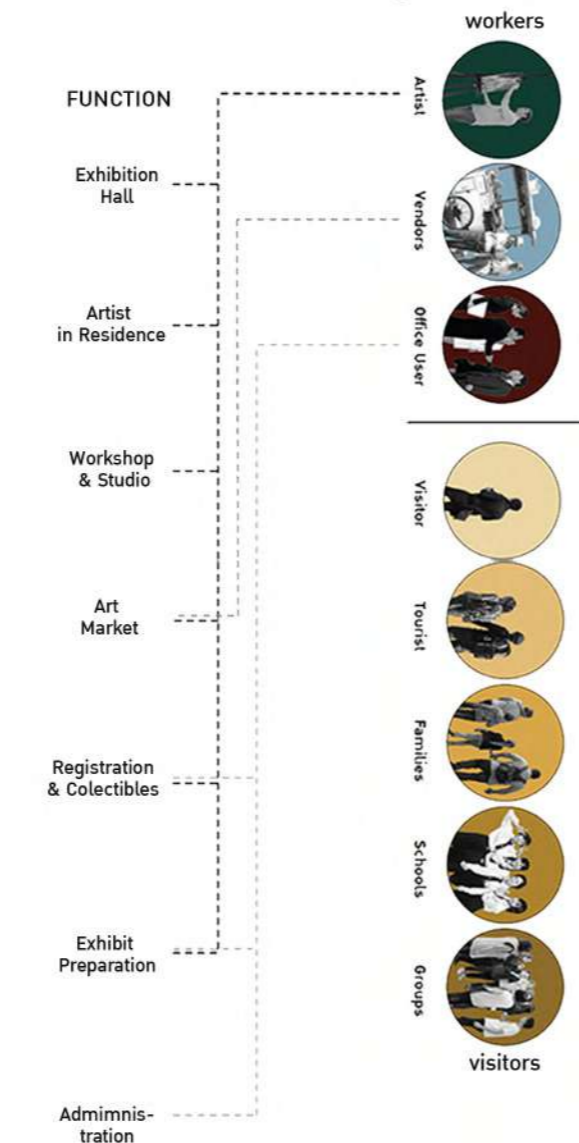 workers
FUNCTION
Artist
Exhibition
Hall
Vendors
Artist
in Residence
Office User
Workshop
& Studio
Visitor
Art
Market
Tourist
Families
Registration
& Colectibles
Schools
Exhibit
Preparation
Groups
visitors
Admimnis-
tration